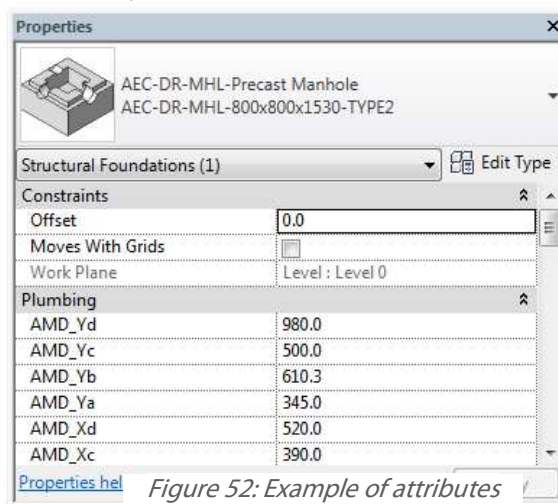 Properties
AEC-DR-MHL-Precast Manhole
AEC-DR-MHL-800x800x1530-TYPE2
Structural Foundations (1) Edit Type
Constraints
Offset 0.0
Moves With Grids
Work Plane Level : Level 0
Plumbing
AMD_Yd 980.0
AMD_Yc 500.0
AMD_Yb 610.3
AMD_Ya 345.0
AMD_Xd 520.0
AMD_Xc 390.0
Properties hel
Figure 52: Example of attributes